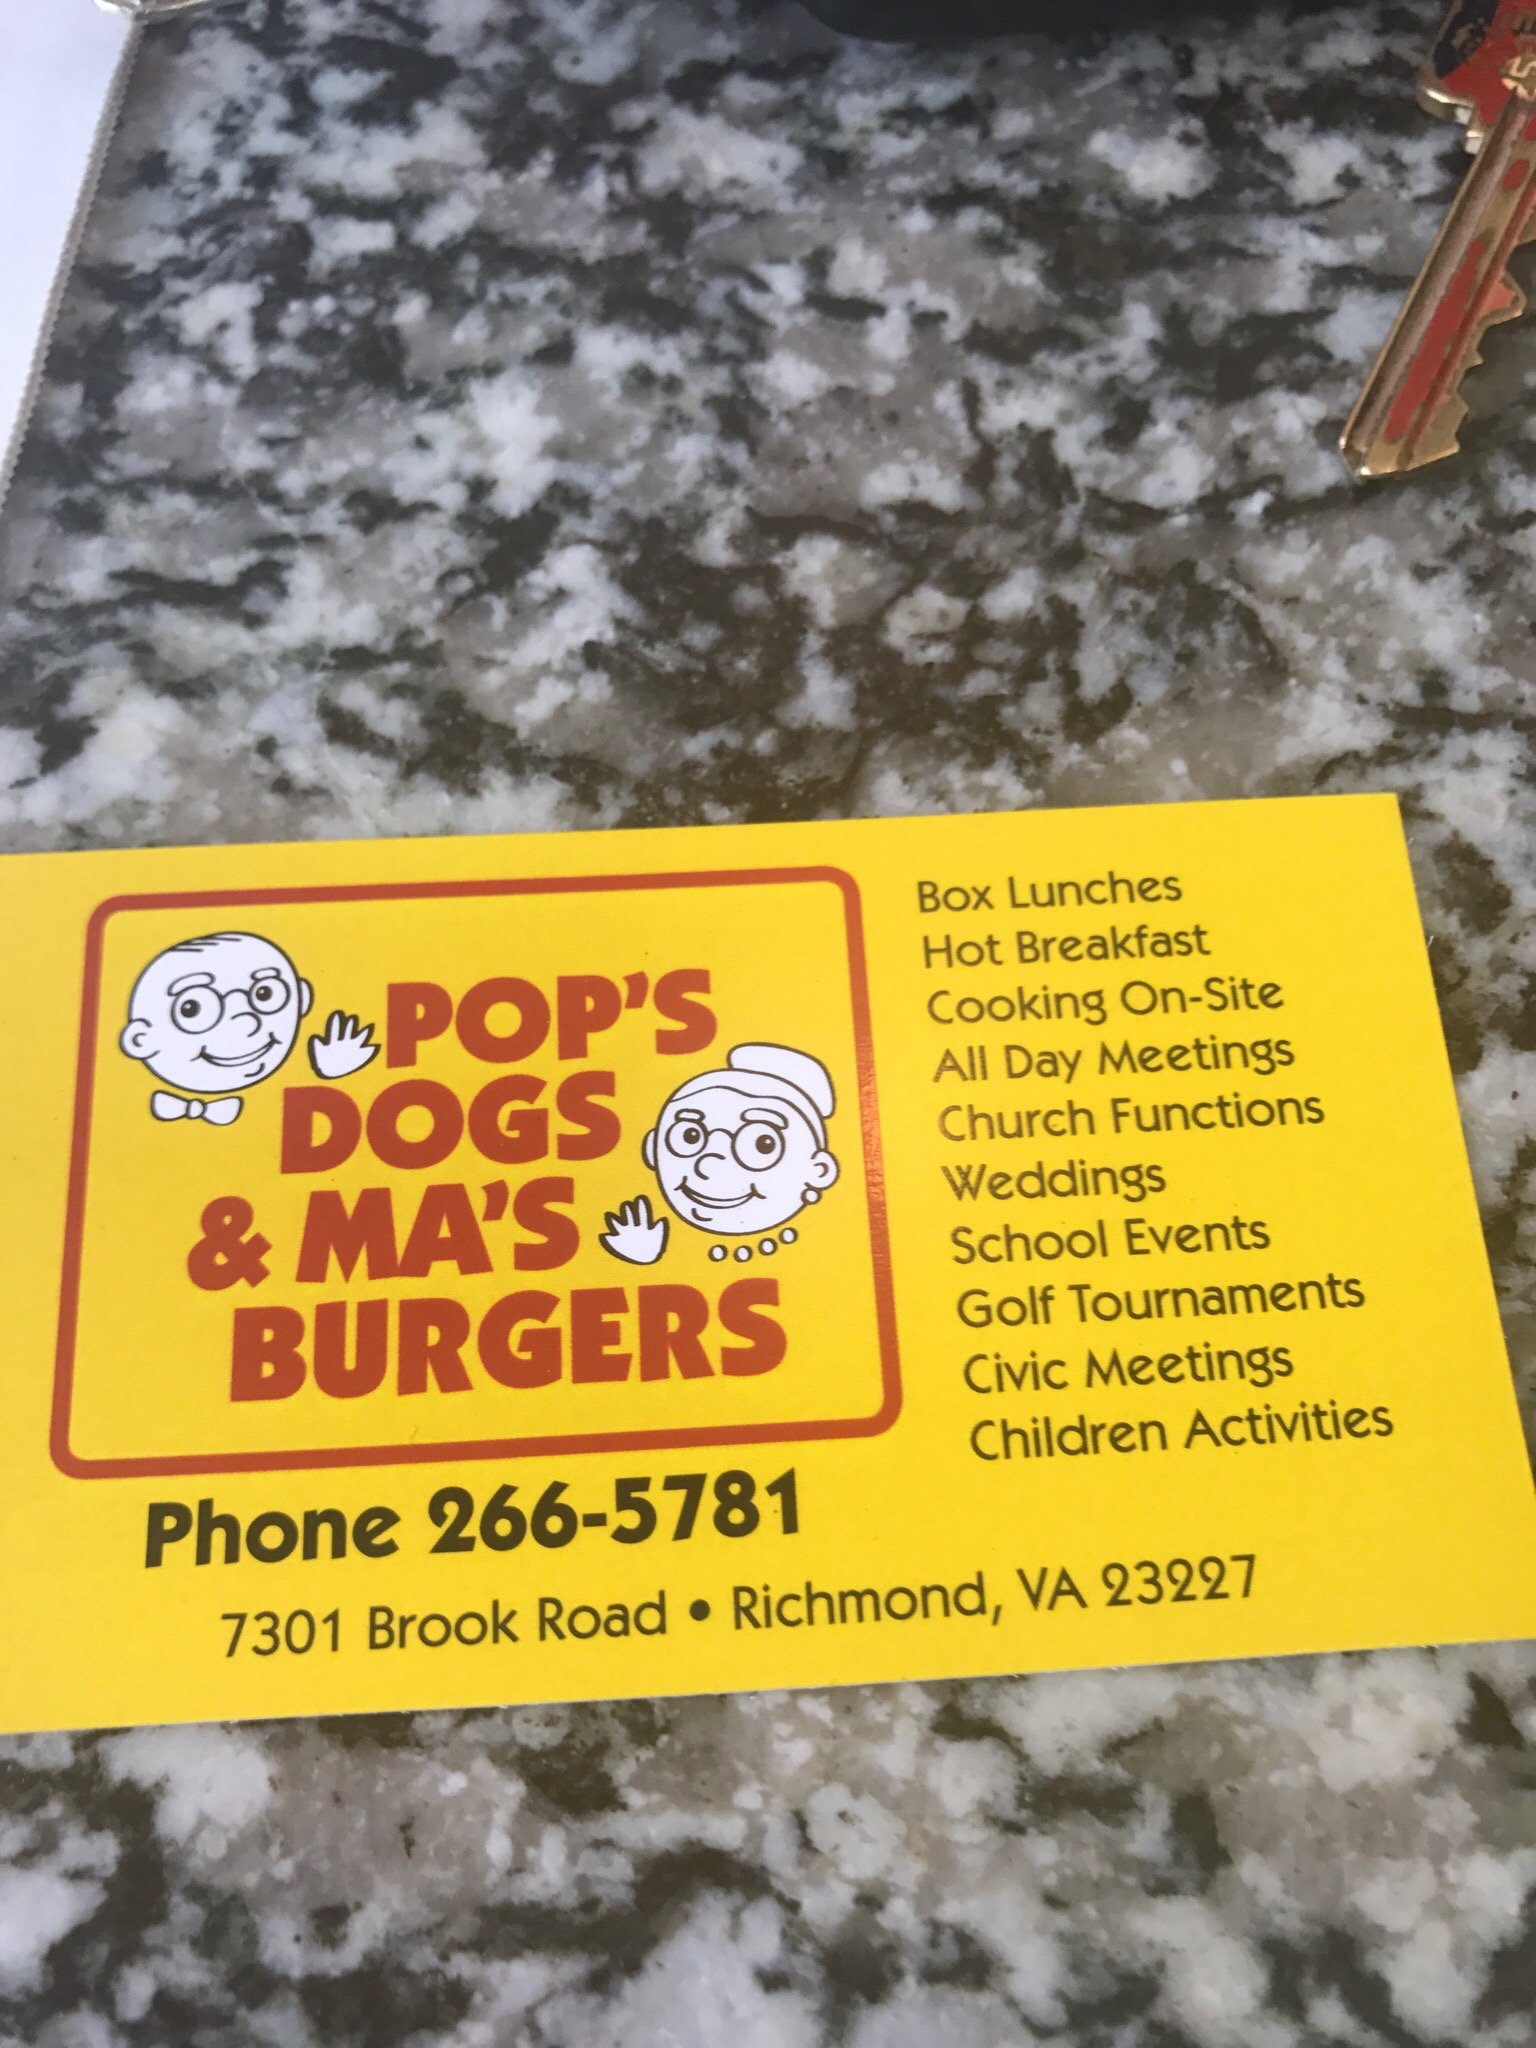 POP'S
DOGS
& MA'S
BURGERS
Phone 266-5781
7301 Brook Road • Richmond, VA 23227
Box Lunches
Hot Breakfast
Cooking On-Site
All Day Meetings
Church Functions
Weddings
School Events
Golf Tournaments
Civic Meetings
Children Activities